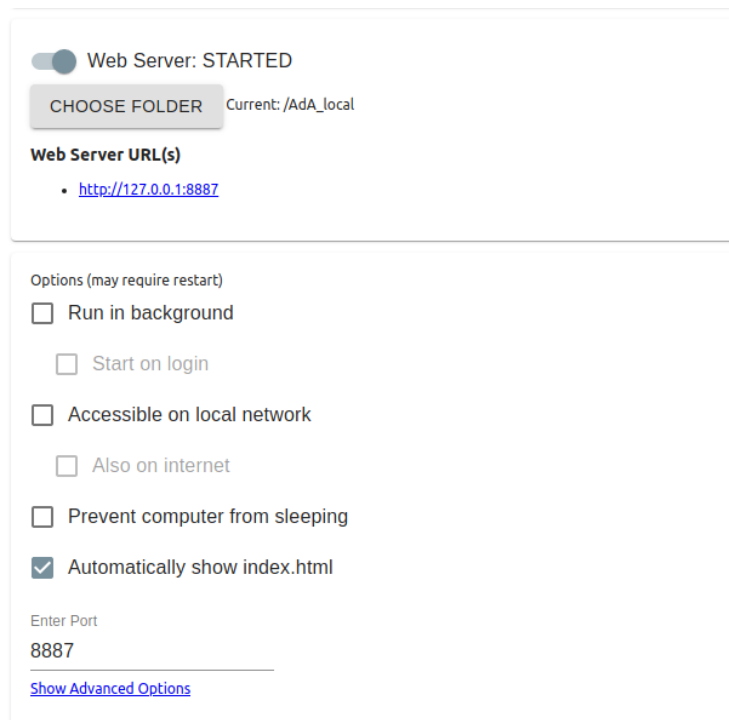 Web Server: STARTED
CHOOSE FOLDER Current: /AdA_local
Web Server URL(s)
• http://127.0.0.1:8887
Options (may require restart)
Run in background
Start on login
Accessible on local network
Also on internet
Prevent computer from sleeping
Automatically show index.html
Enter Port
8887
Show Advanced Options